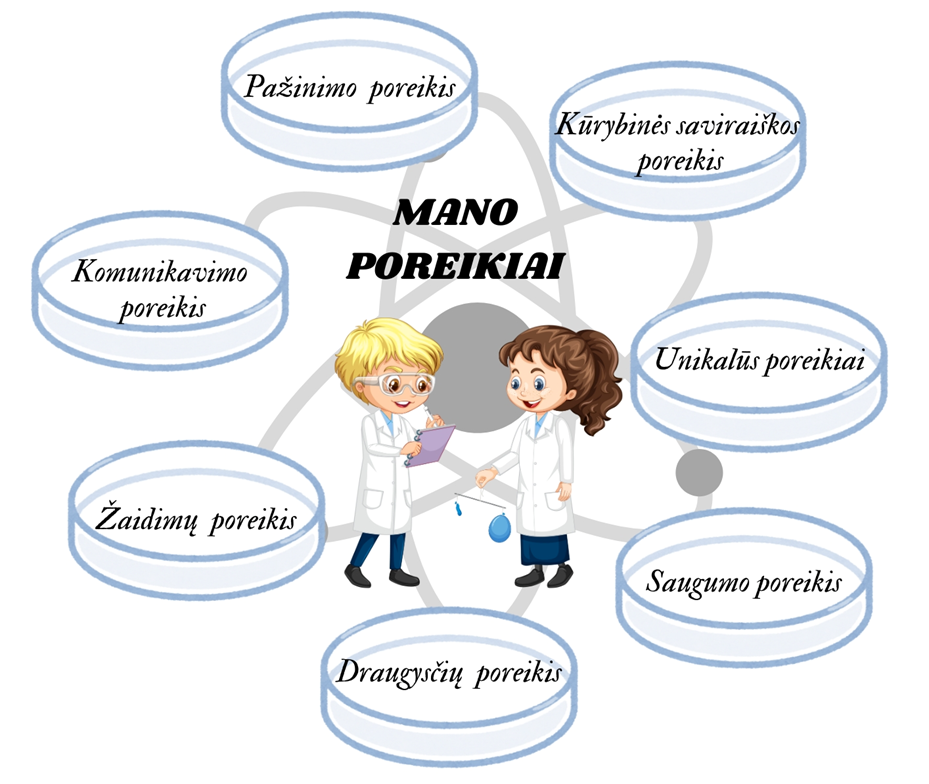 Pažinimo poreikis
Kūrybinės saviraiškos
poreikis
MANO
POREIKIAI
Komunikavimo
poreikis
Unikalūs poreikiai
Žaidimų poreikis
Saugumo poreikis
Draugysčių poreikis